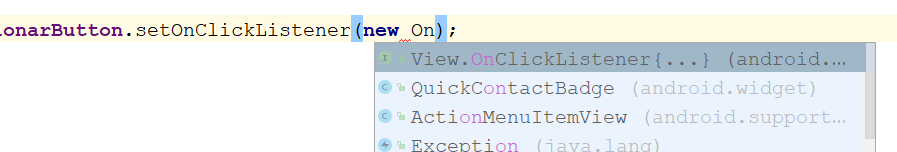 onarButton.setOnClickListener(new On);
View.OnClickListener{...} (android....
QuickContactBadge (android.widget)
ActionMenuItemView (android.support...
Exception (java.lang)